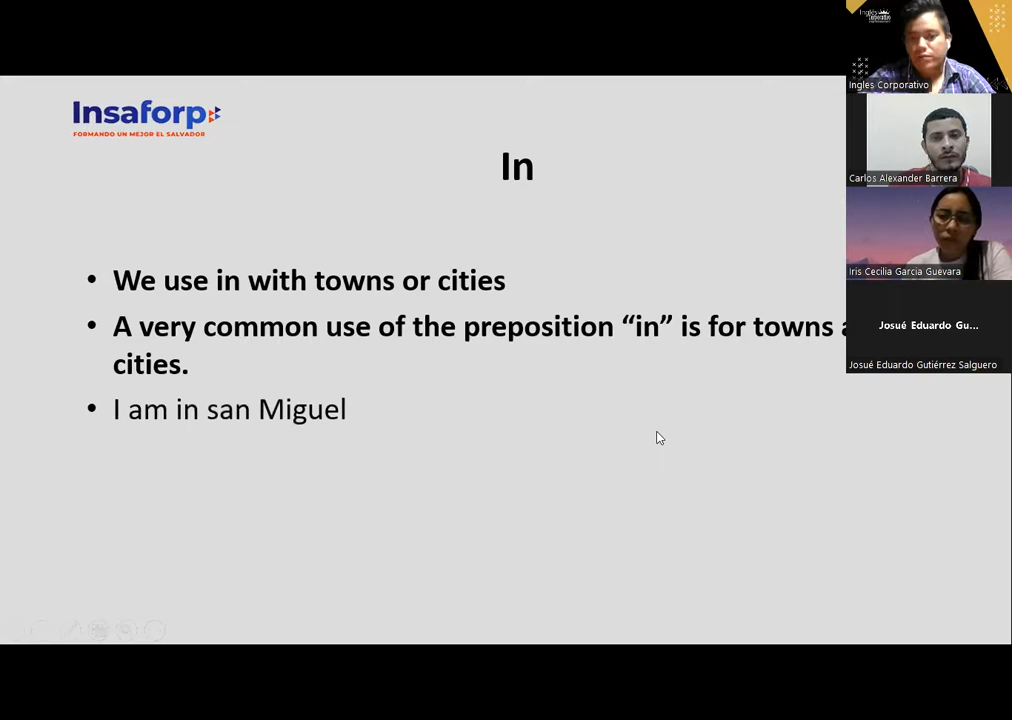 Insaforp
FORMANDO UN MEJOR EL SALVADOR
In
• We use in with towns or cities
• A very common use of the preposition “in” is for towns
cities.
• I am in san Miguel
Inglés
Corporativo
Ingles Corporativo
Carlos Alexander Barrera
Iris Cecilia Garcia Guevara
Josué Eduardo Gu...
Josué Eduardo Gutiérrez Salguero